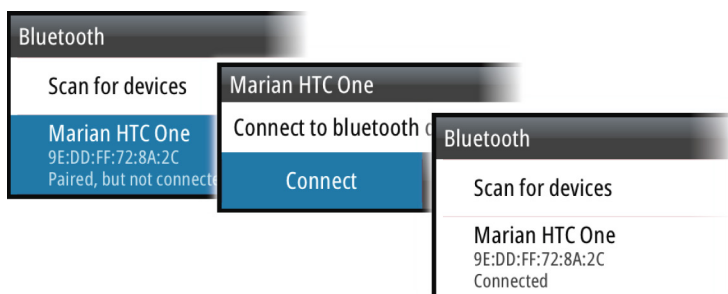 Bluetooth
Scan for devices
Marian HTC One
9E:DD:FF:72:8A:2C
Paired, but not connecte
Marian HTC One
Connect to bluetooth
Connect
Bluetooth
Scan for devices
Marian HTC One
9E:DD:FF:72:8A:2C
Connected